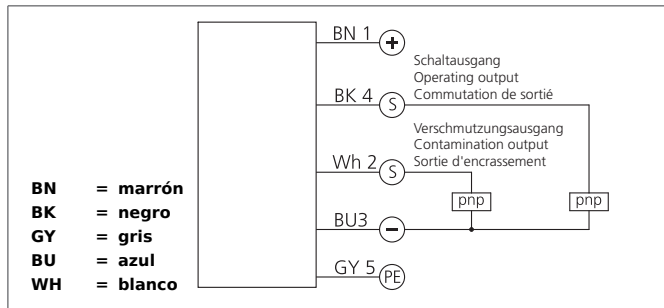 BN 1 +
Schaltausgang
Operating output
Commutation de sortié
BK 4 S
Verschmutzungsausgang
Contamination output
Sortie d'encrassement
Wh 2 S
pnp pnp
BU3 −
GY 5 PE
BN = marrón
BK = negro
GY = gris
BU = azul
WH = blanco